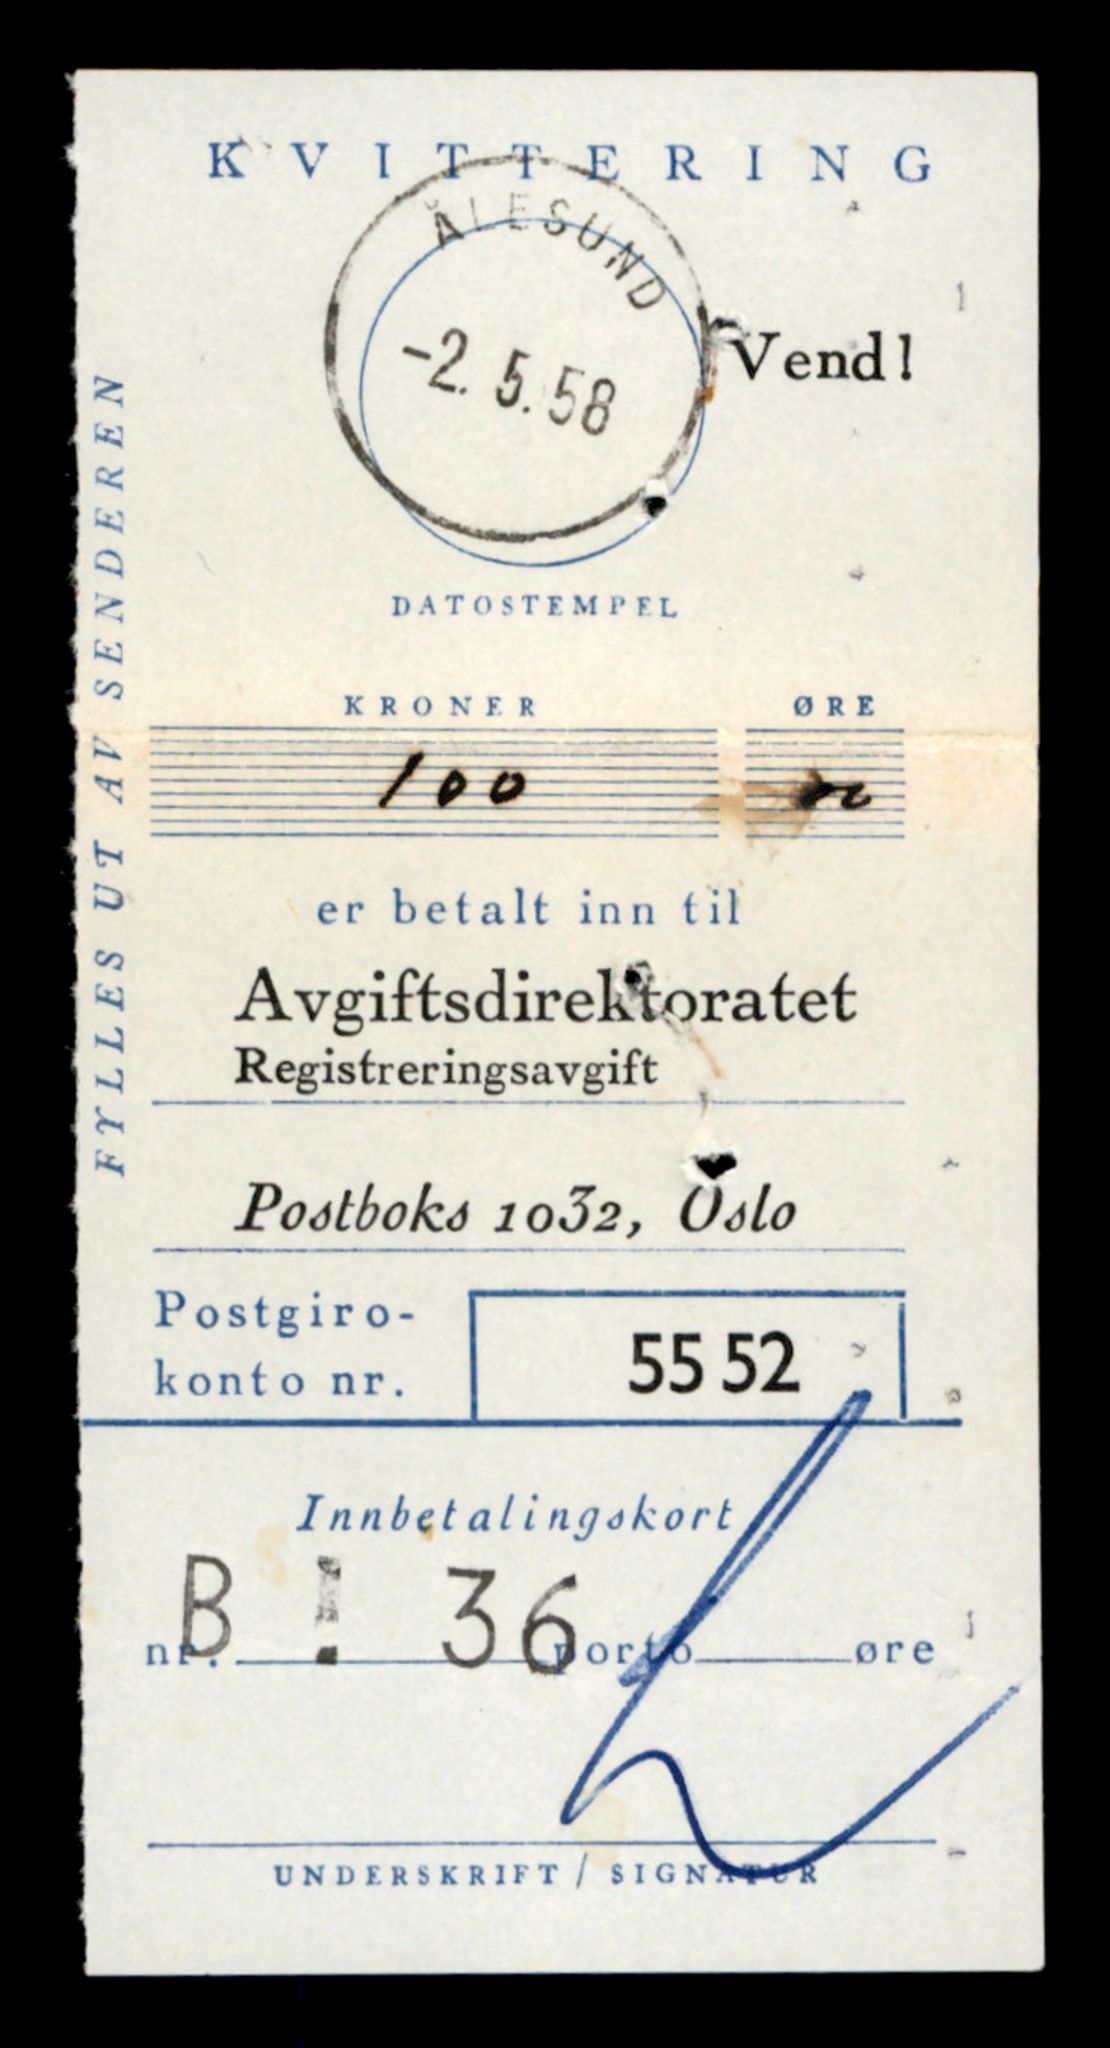 KVITTERING
ÅLESUND
-2. 5. 58
Vend!
DATOSTEMPEL
FYLLES UT AV SENDEREN
KRONER ØRE
100
er betalt inn til
Avgiftsdirektoratet
Registreringsavgift
Postboks 1032, Oslo
Postgiro-
konto nr.
55 52
Innbetalingskort
B ! 36
nr. porto øre
UNDERSKRIFT / SIGNATUR